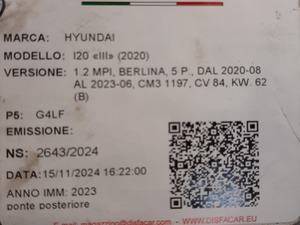 MARCA: HYUNDAI
MODELLO: I20 «III» (2020)
VERSIONE: 1.2 MPI, BERLINA, 5 P., DAL 2020-08
AL 2023-06, CM3 1197, CV 84, KW. 62
(B)
P5: G4LF
EMISSIONE:
NS: 2643/2024
DATA:15/11/2024 16:22:00
ANNO IMM: 2023
ponte posteriore
www.DISFACAR.EU